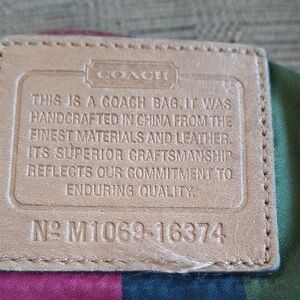 COACH
THIS IS A COACH BAG.IT WAS
HANDCRAFTED IN CHINA FROM THE
FINEST MATERIALS AND LEATHER.
ITS SUPERIOR CRAFTSMANSHIP
REFLECTS OUR COMMITMENT TO
ENDURING QUALITY.
Nº M1069-16374